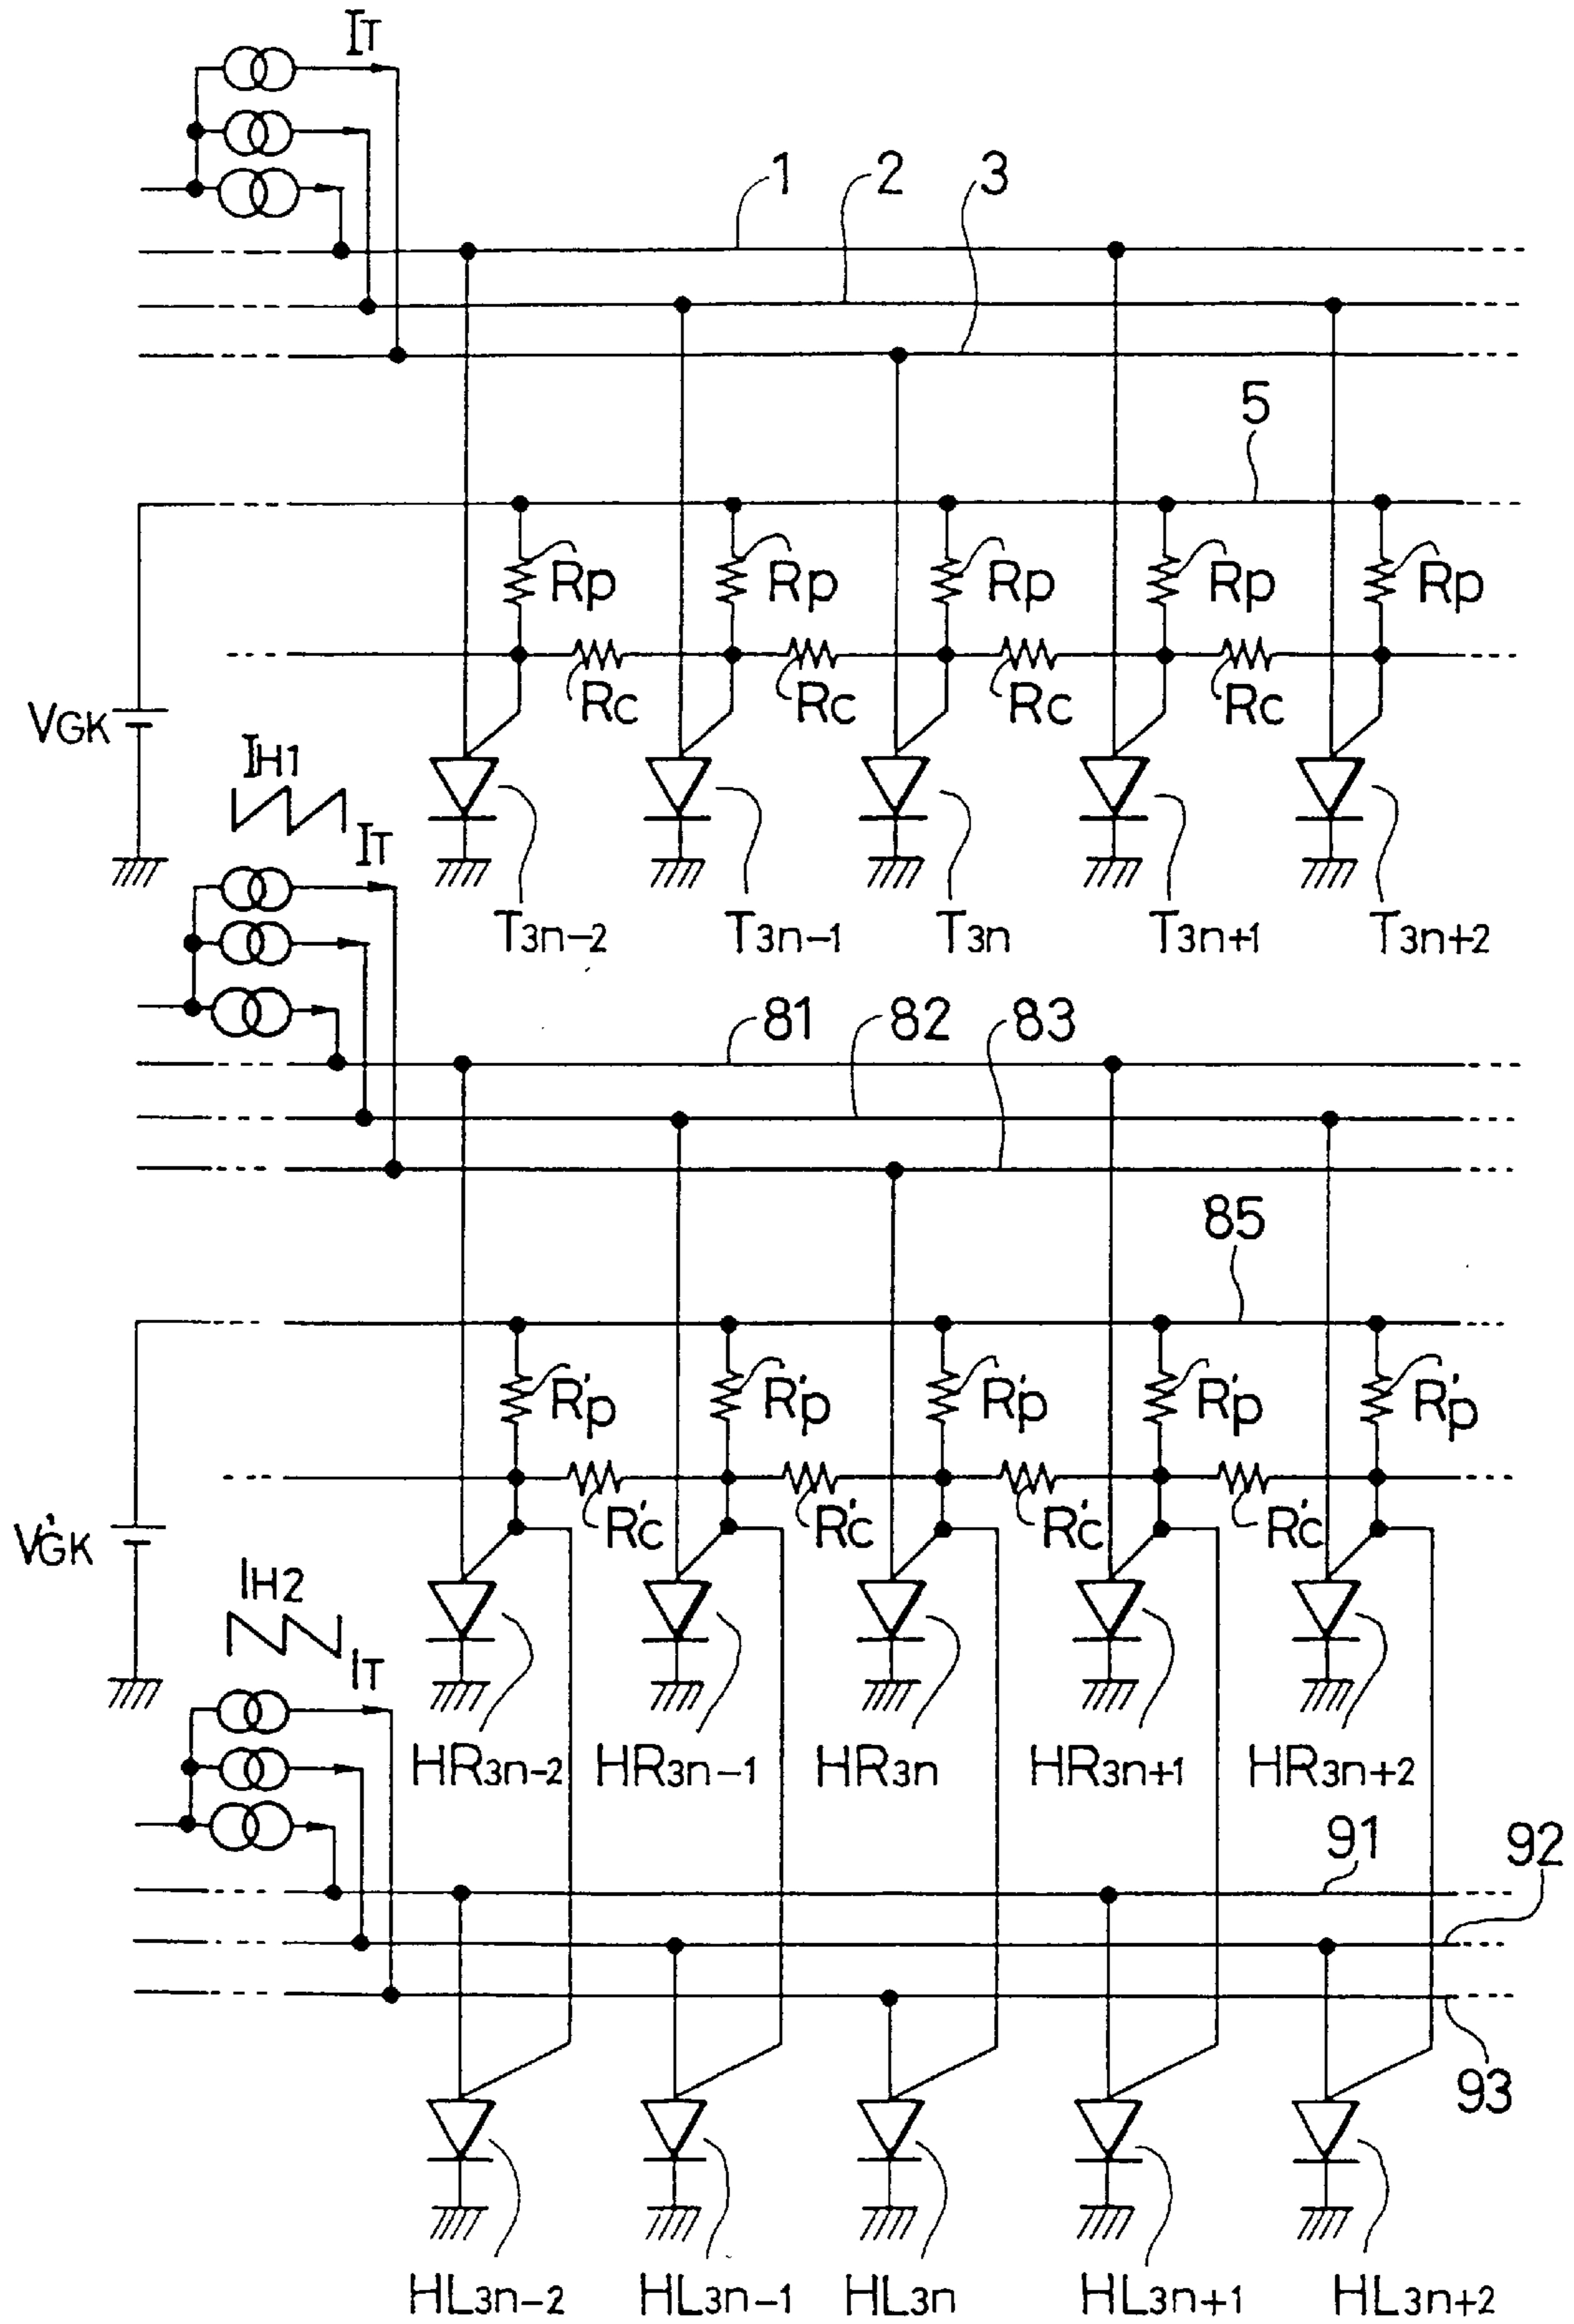 IT
1 2 3
5
Rp Rp Rp Rp Rp
Rc Rc Rc Rc
VGK
IH1
IT
T3n-2 T3n-1 T3n T3n+1 T3n+2
81 82 83
85
R'p R'p R'p R'p R'p
R'c R'c R'c R'c
V'GK
IH2
IT
HR3n-2 HR3n-1 HR3n HR3n+1 HR3n+2
91 92
93
HL3n-2 HL3n-1 HL3n HL3n+1 HL3n+2